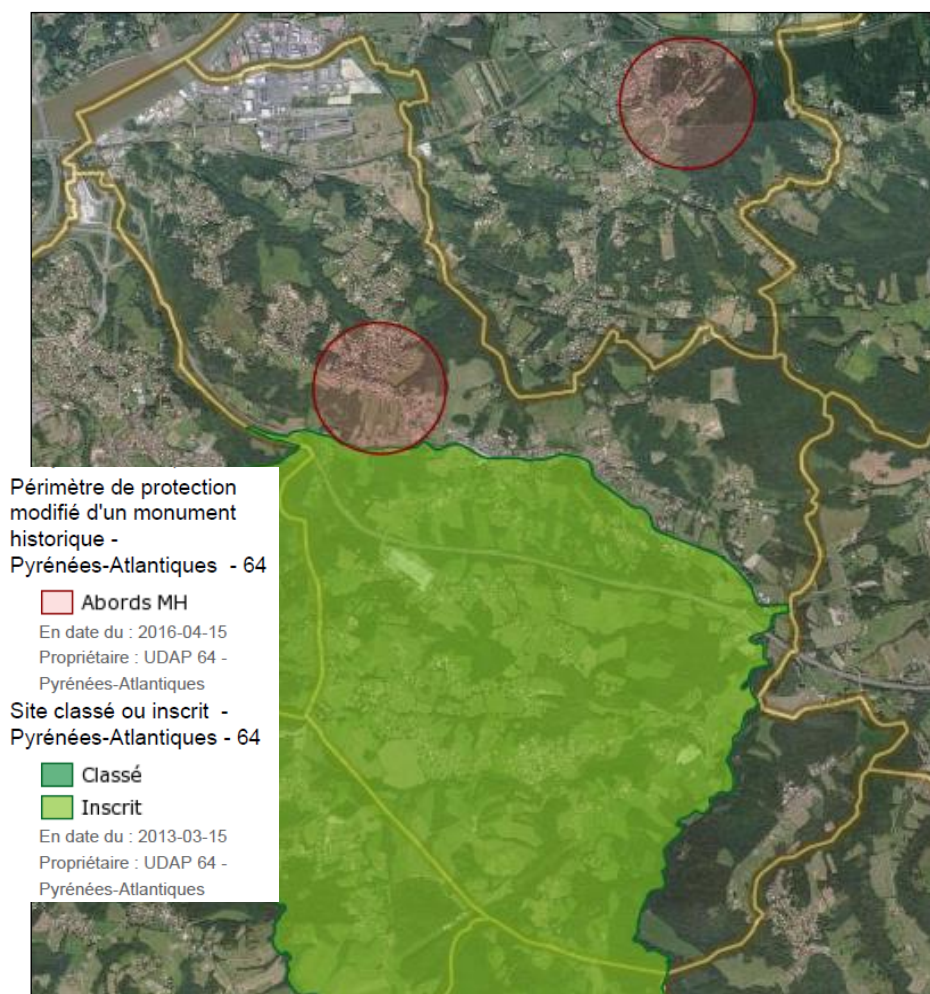 Périmètre de protection
modifié d'un monument
historique -
Pyrénées-Atlantiques - 64
Abords MH
En date du : 2016-04-15
Propriétaire : UDAP 64 -
Pyrénées-Atlantiques
Site classé ou inscrit -
Pyrénées-Atlantiques - 64
Classé
Inscrit
En date du : 2013-03-15
Propriétaire : UDAP 64 -
Pyrénées-Atlantiques